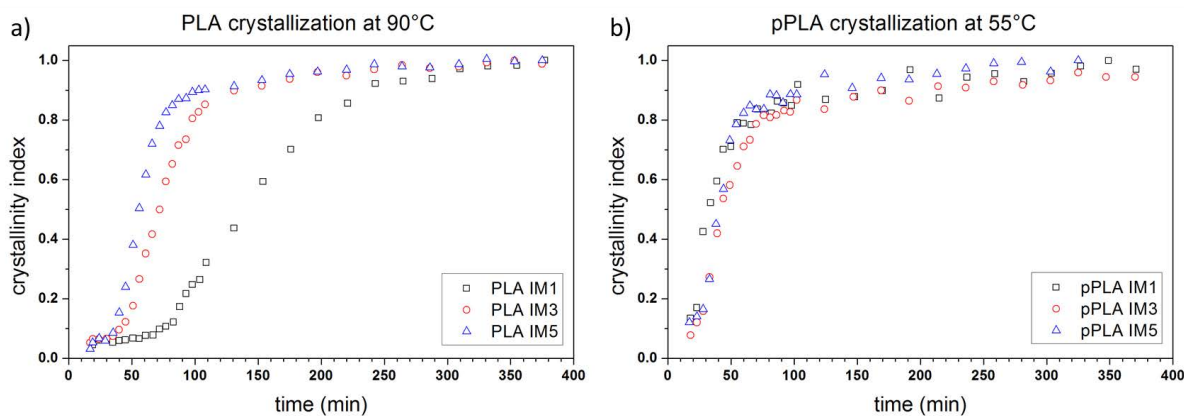 a) PLA crystallization at 90°C
crystallinity index
1.0
0.8
0.6
0.4
0.2
0.0
0 50 100 150 200 250 300 350 400
time (min)
PLA IM1
PLA IM3
PLA IM5
b) pPLA crystallization at 55°C
crystallinity index
1.0
0.8
0.6
0.4
0.2
0.0
0 50 100 150 200 250 300 350 400
time (min)
pPLA IM1
pPLA IM3
pPLA IM5